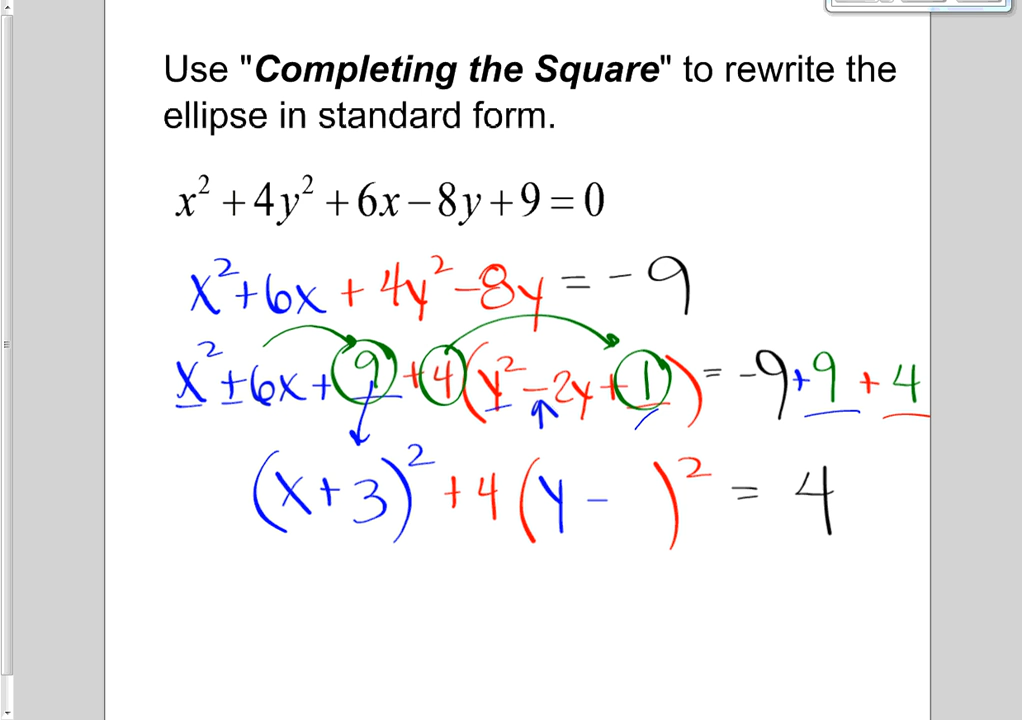 Use "Completing the Square" to rewrite the
ellipse in standard form.
x² + 4y² + 6x − 8y + 9 = 0
x² + 6x + 4y² − 8y = −9
x² + 6x + 9 + 4(y² − 2y + 1) = −9 + 9 + 4
(x + 3)² + 4(y − )² = 4